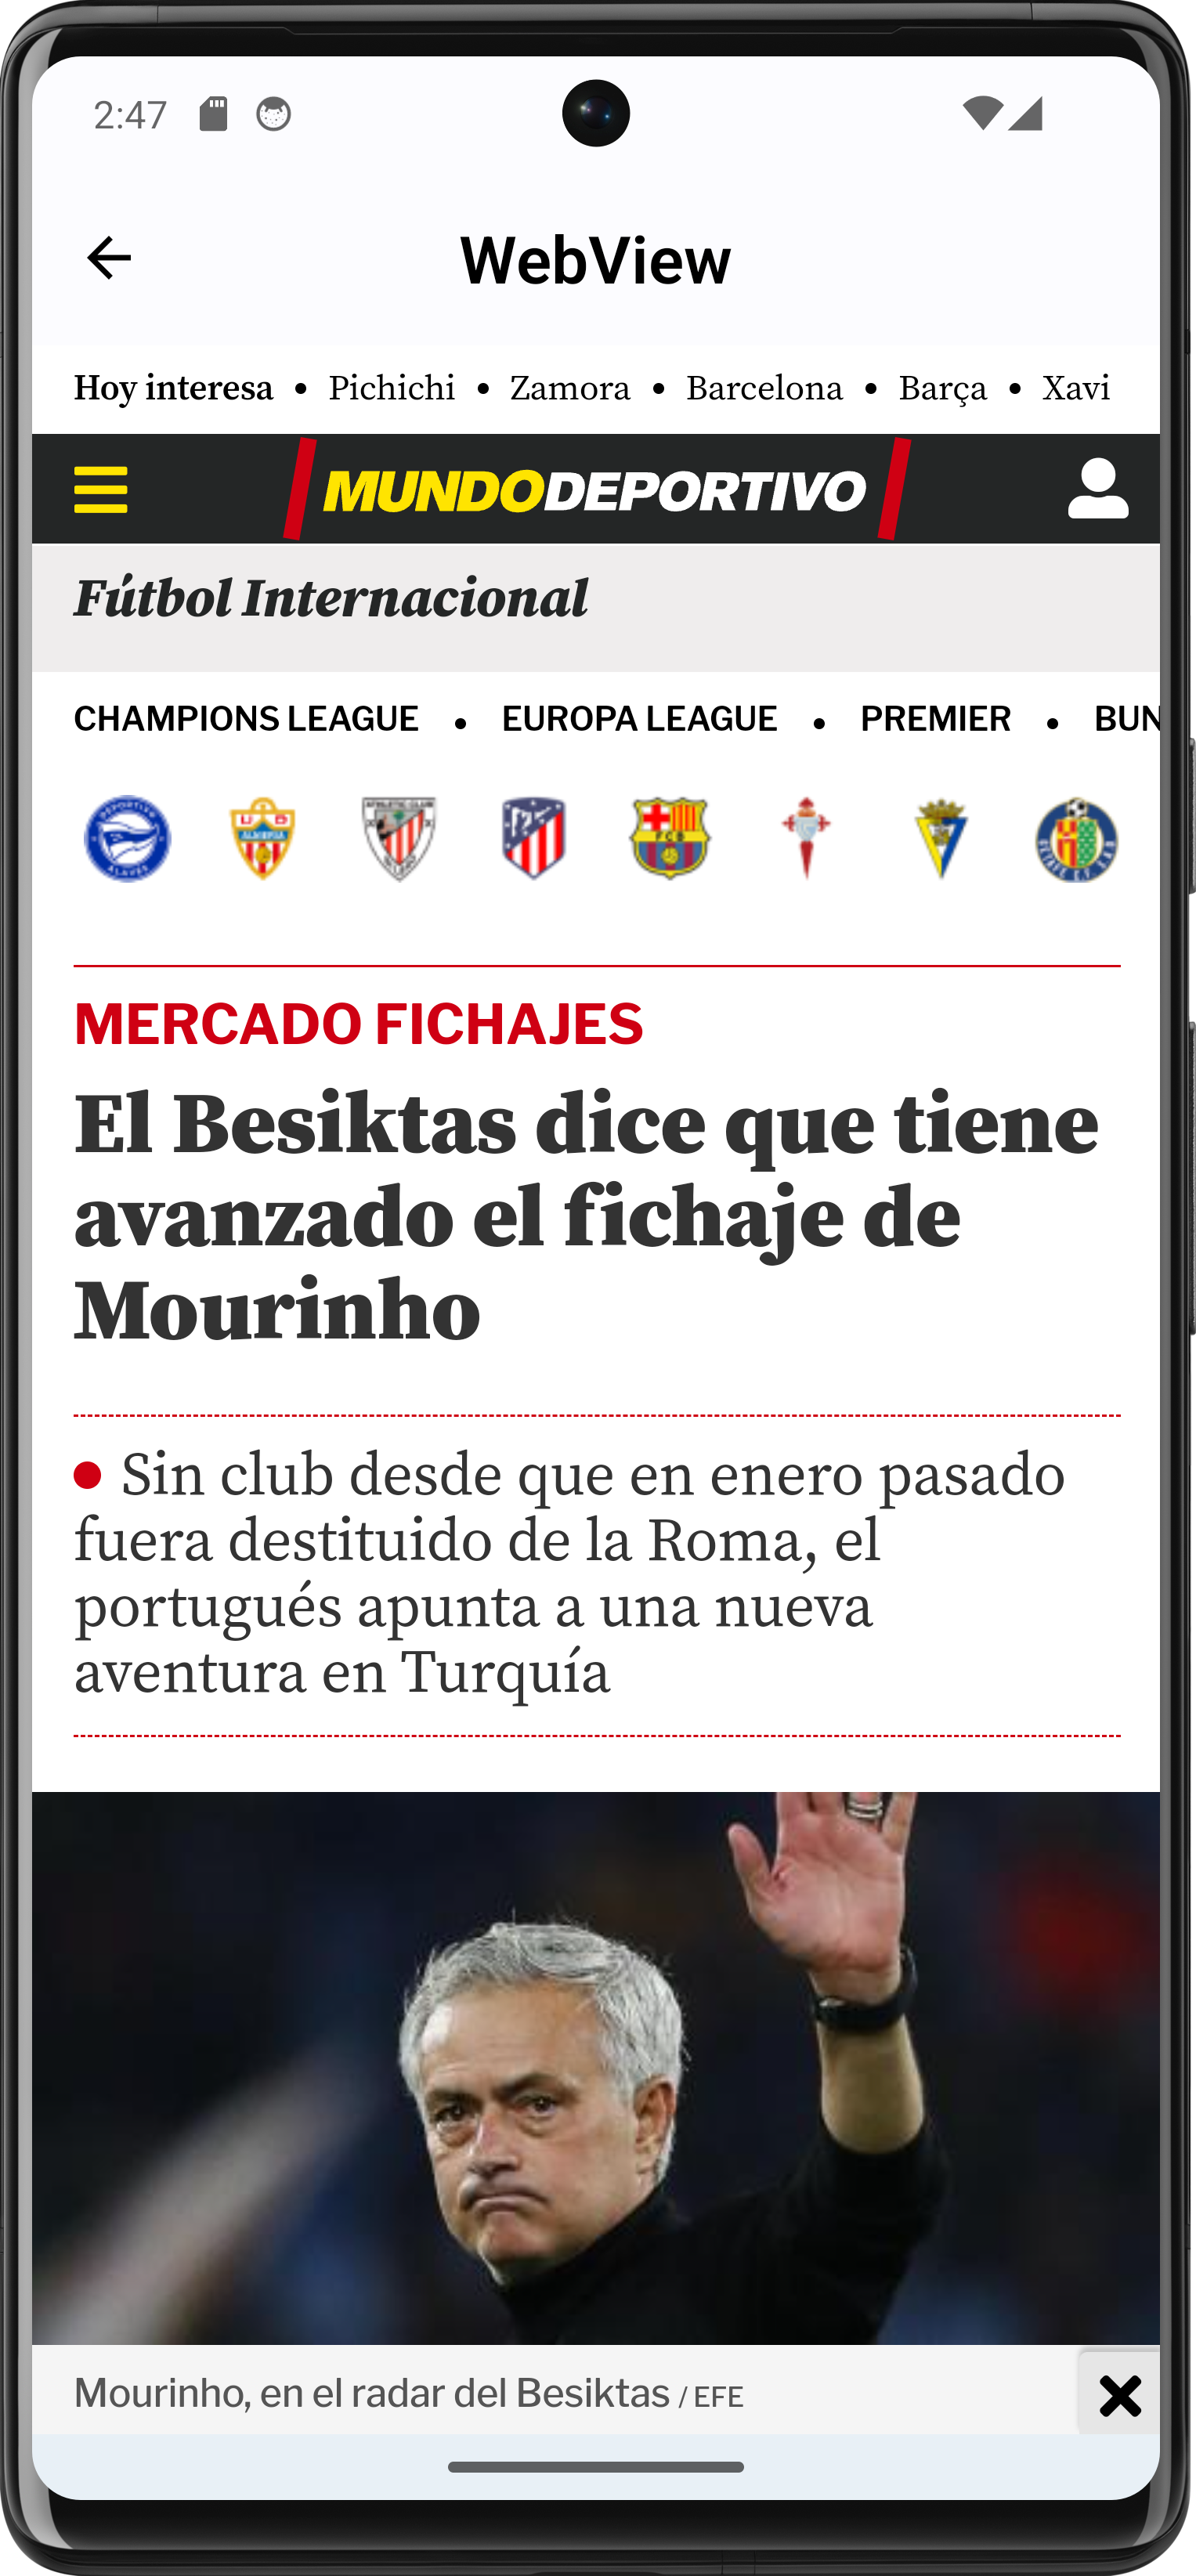 2:47
WebView
Hoy interesa • Pichichi • Zamora • Barcelona • Barça • Xavi
MUNDODEPORTIVO
Fútbol Internacional
CHAMPIONS LEAGUE • EUROPA LEAGUE • PREMIER • BUN
MERCADO FICHAJES
El Besiktas dice que tiene
avanzado el fichaje de
Mourinho
• Sin club desde que en enero pasado
fuera destituido de la Roma, el
portugués apunta a una nueva
aventura en Turquía
Mourinho, en el radar del Besiktas / EFE